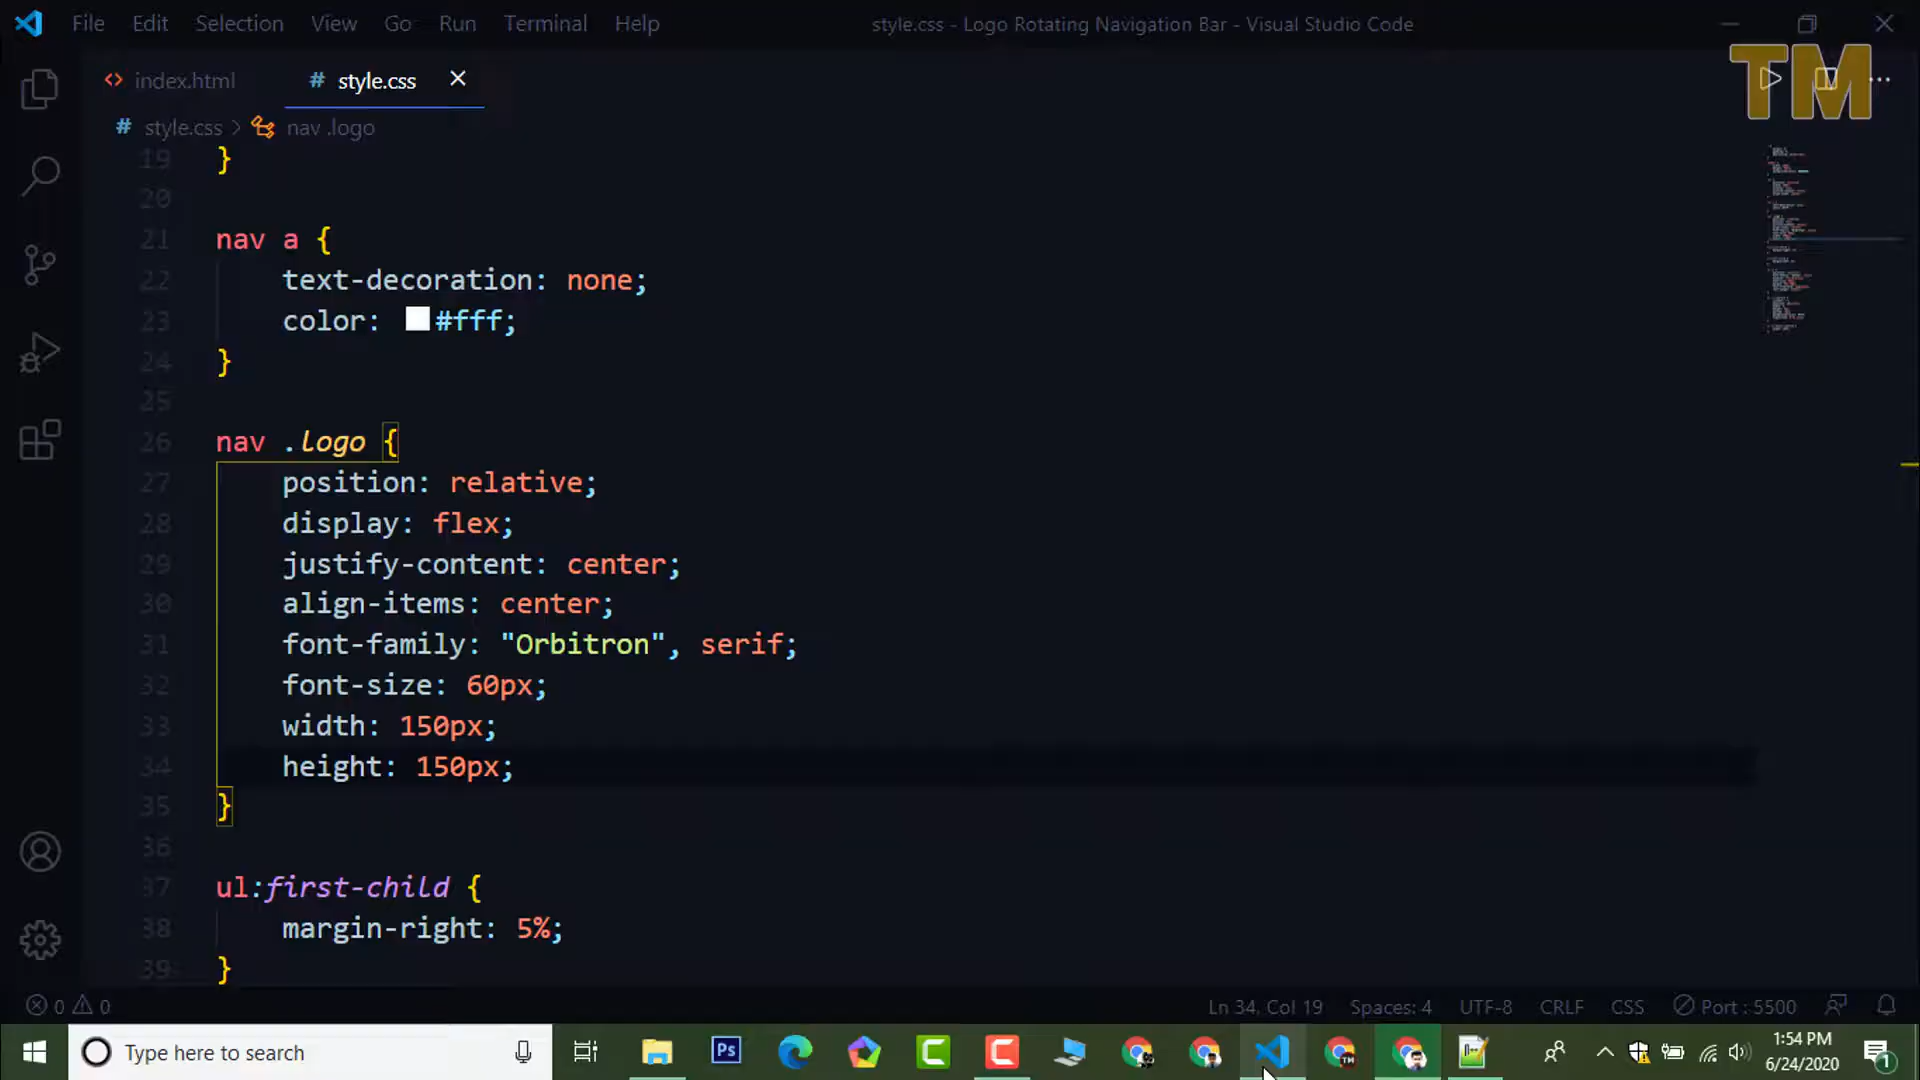 File Edit Selection View Go Run Terminal Help style.css - Logo Rotating Navigation Bar - Visual Studio Code
TM
<> index.html # style.css
# style.css > nav .logo
19 }
20
21 nav a {
22 text-decoration: none;
23 color: #fff;
24 }
25
26 nav .logo {
27 position: relative;
28 display: flex;
29 justify-content: center;
30 align-items: center;
31 font-family: "Orbitron", serif;
32 font-size: 60px;
33 width: 150px;
34 height: 150px;
35 }
36
37 ul:first-child {
38 margin-right: 5%;
39 }
0 0 Ln 34, Col 19 Spaces: 4 UTF-8 CRLF CSS Port : 5500
Type here to search Ps 1:54 PM
6/24/2020 1